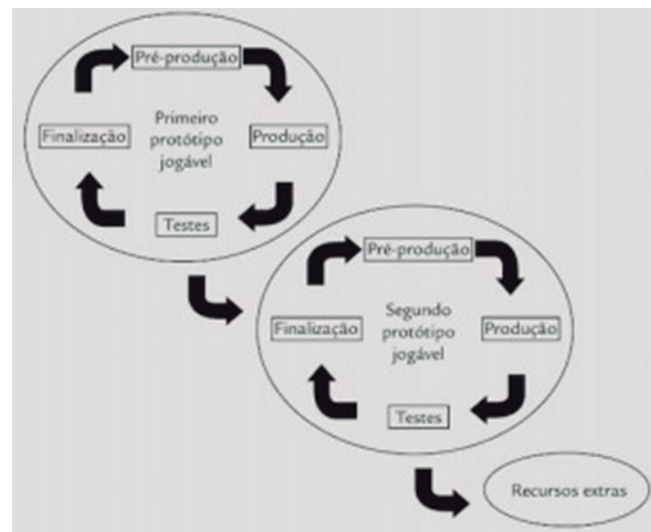 Pré-produção
Primeiro
protótipo
jogável
Finalização
Produção
Testes
Pré-produção
Segundo
protótipo
jogável
Finalização
Produção
Testes
Recursos extras